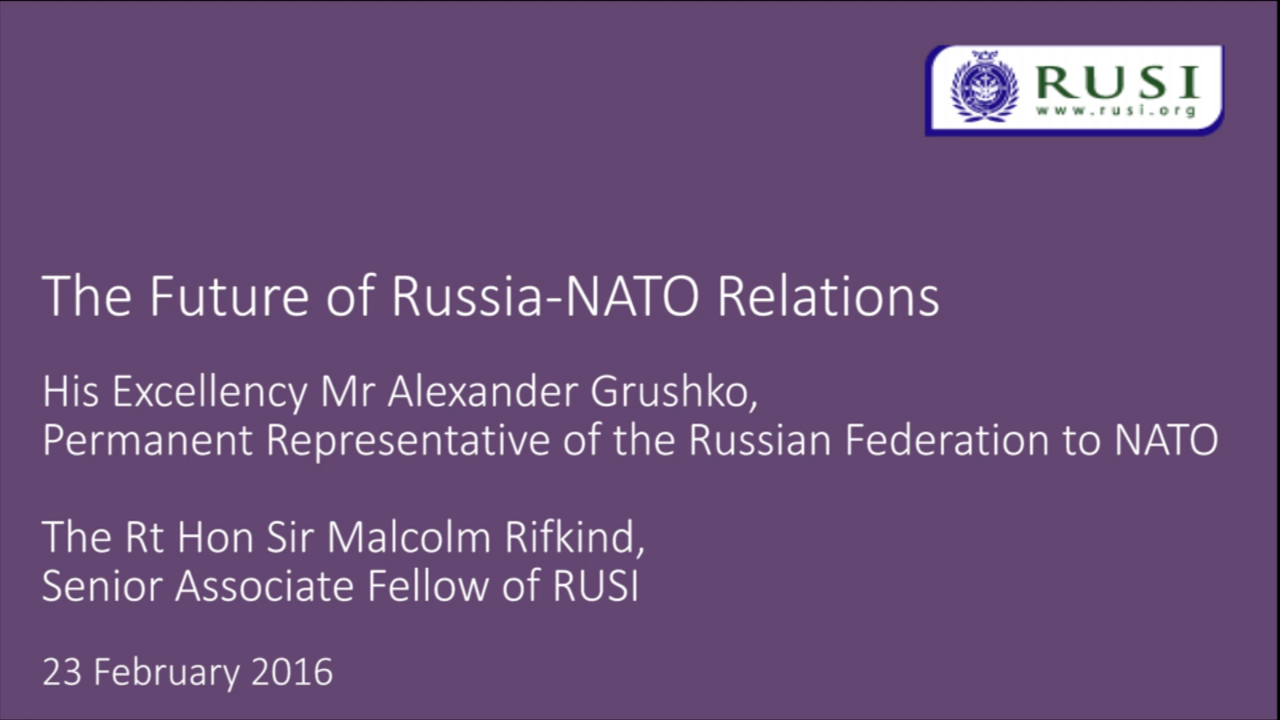 RUSI
www.rusi.org
The Future of Russia-NATO Relations
His Excellency Mr Alexander Grushko,
Permanent Representative of the Russian Federation to NATO
The Rt Hon Sir Malcolm Rifkind,
Senior Associate Fellow of RUSI
23 February 2016